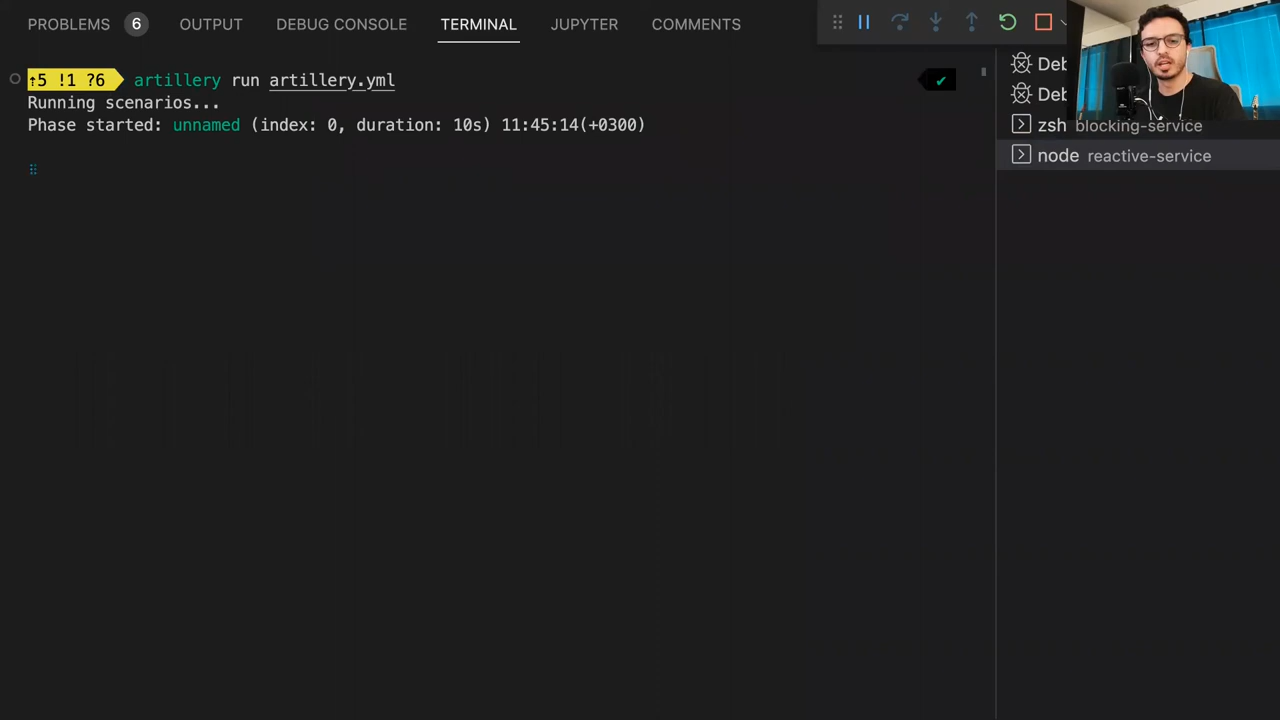 PROBLEMS 6 OUTPUT DEBUG CONSOLE TERMINAL JUPYTER COMMENTS
↑5 !1 ?6 artillery run artillery.yml ✔
Running scenarios...
Phase started: unnamed (index: 0, duration: 10s) 11:45:14(+0300)
Deb
Deb
zsh blocking-service
node reactive-service